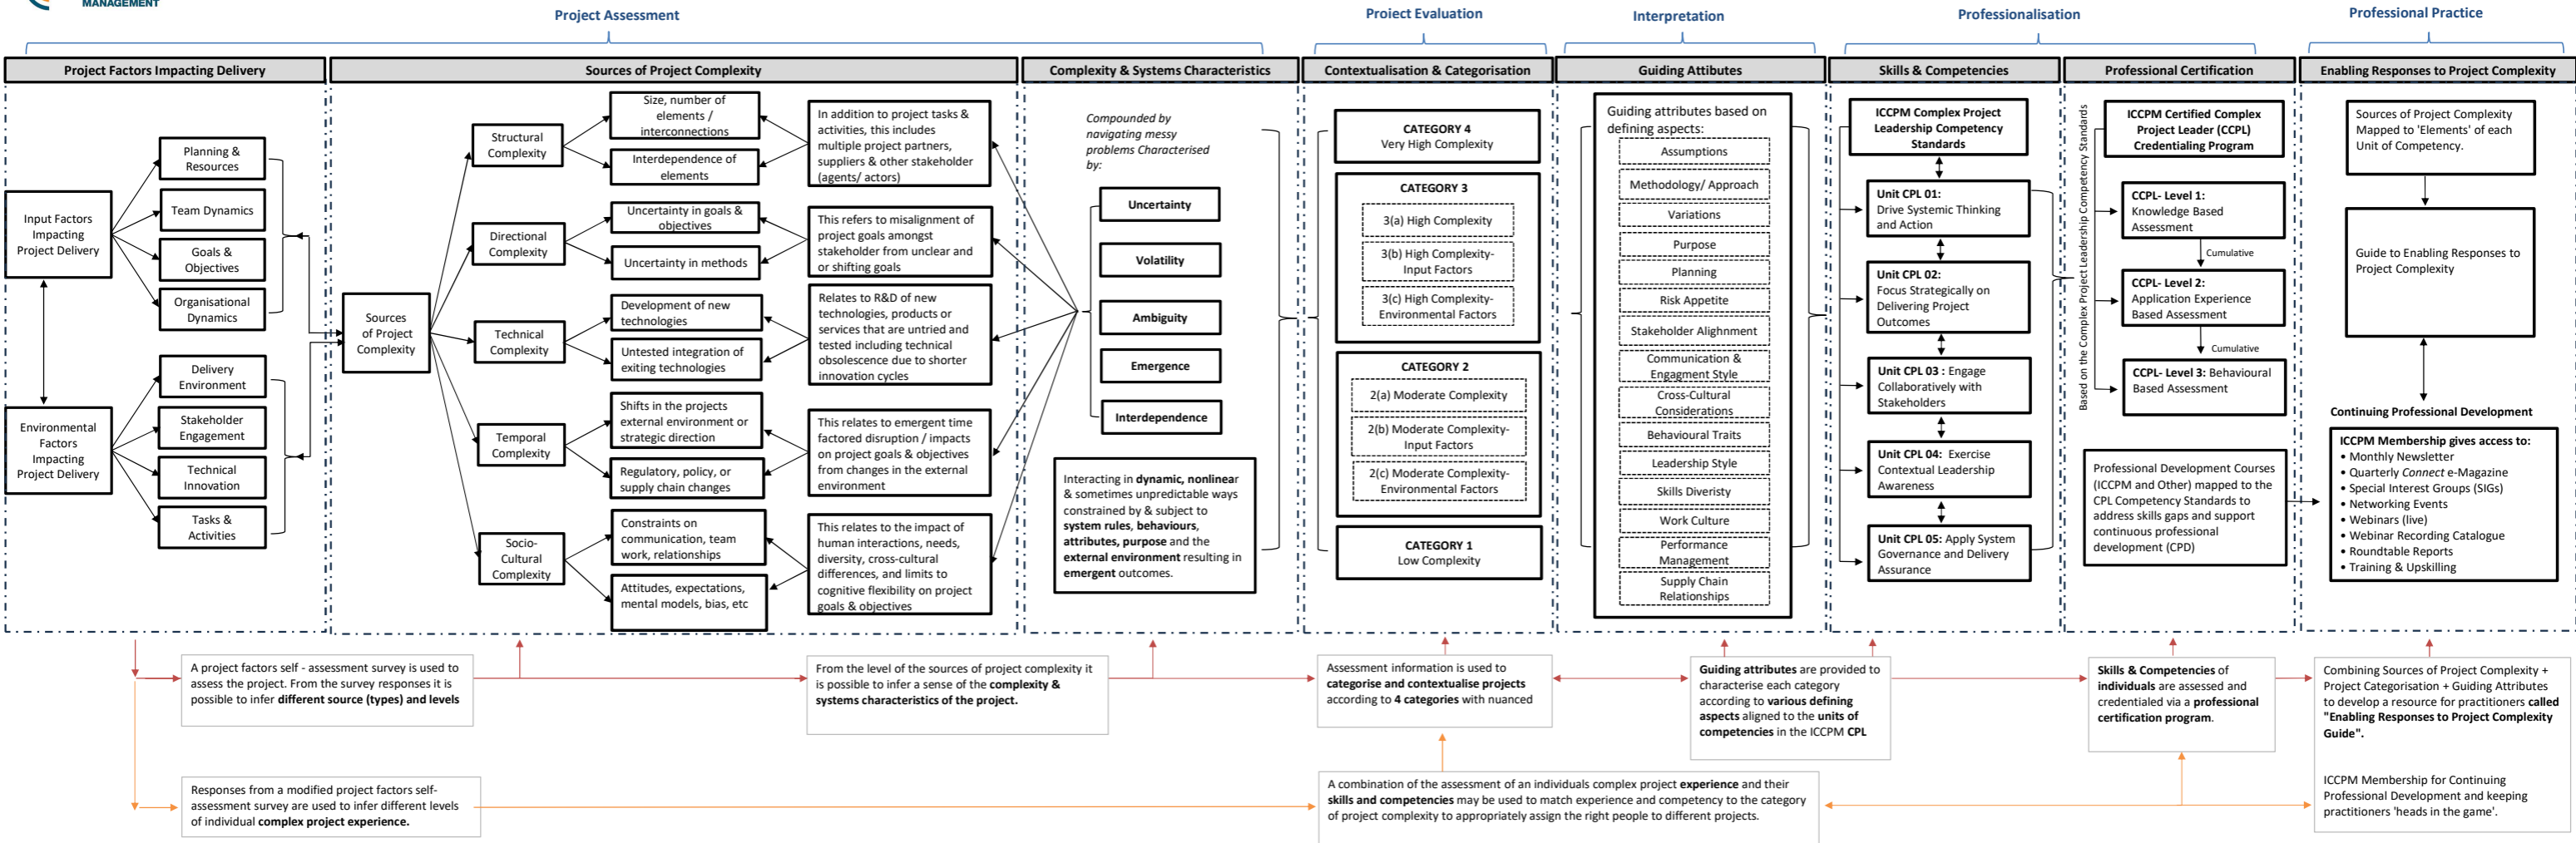 MANAGEMENT
Project Assessment
Project Evaluation
Interpretation
Professionalisation
Professional Practice
Project Factors Impacting Delivery
Sources of Project Complexity
Complexity & Systems Characteristics
Contextualisation & Categorisation
Guiding Attibutes
Skills & Competencies
Professional Certification
Enabling Responses to Project Complexity
Input Factors
Impacting
Project Delivery
Planning &
Resources
Team Dynamics
Goals &
Objectives
Organisational
Dynamics
Environmental
Factors
Impacting
Project Delivery
Delivery
Environment
Stakeholder
Engagement
Technical
Innovation
Tasks &
Activities
Sources
of Project
Complexity
Structural
Complexity
Size, number of
elements /
interconnections
Interdependence of
elements
In addition to project tasks &
activities, this includes
multiple project partners,
suppliers & other stakeholder
(agents/ actors)
Directional
Complexity
Uncertainty in goals &
objectives
Uncertainty in methods
This refers to misalignment of
project goals amongst
stakeholder from unclear and
or shifting goals
Technical
Complexity
Development of new
technologies
Untested integration of
exiting technologies
Relates to R&D of new
technologies, products or
services that are untried and
tested including technical
obsolescence due to shorter
innovation cycles
Temporal
Complexity
Shifts in the projects
external environment or
strategic direction
Regulatory, policy, or
supply chain changes
This relates to emergent time
factored disruption / impacts
on project goals & objectives
from changes in the external
environment
Socio-
Cultural
Complexity
Constraints on
communication, team
work, relationships
Attitudes, expectations,
mental models, bias, etc
This relates to the impact of
human interactions, needs,
diversity, cross-cultural
differences, and limits to
cognitive flexibility on project
goals & objectives
Compounded by
navigating messy
problems Characterised
by:
Uncertainty
Volatility
Ambiguity
Emergence
Interdependence
Interacting in dynamic, nonlinear
& sometimes unpredictable ways
constrained by & subject to
system rules, behaviours,
attributes, purpose and the
external environment resulting in
emergent outcomes.
CATEGORY 4
Very High Complexity
CATEGORY 3
3(a) High Complexity
3(b) High Complexity-
Input Factors
3(c) High Complexity-
Environmental Factors
CATEGORY 2
2(a) Moderate Complexity
2(b) Moderate Complexity-
Input Factors
2(c) Moderate Complexity-
Environmental Factors
CATEGORY 1
Low Complexity
Guiding attributes based on
defining aspects:
Assumptions
Methodology/ Approach
Variations
Purpose
Planning
Risk Appetite
Stakeholder Alighnment
Communication &
Engagment Style
Cross-Cultural
Considerations
Behavioural Traits
Leadership Style
Skills Diveristy
Work Culture
Performance
Management
Supply Chain
Relationships
ICCPM Complex Project
Leadership Competency
Standards
Unit CPL 01:
Drive Systemic Thinking
and Action
Unit CPL 02:
Focus Strategically on
Delivering Project
Outcomes
Unit CPL 03 : Engage
Collaboratively with
Stakeholders
Unit CPL 04: Exercise
Contextual Leadership
Awareness
Unit CPL 05: Apply System
Governance and Delivery
Assurance
Based on the Complex Project Leadership Competency Standards
ICCPM Certified Complex
Project Leader (CCPL)
Credentialing Program
CCPL- Level 1:
Knowledge Based
Assessment
Cumulative
CCPL- Level 2:
Application Experience
Based Assessment
Cumulative
CCPL- Level 3: Behavioural
Based Assessment
Professional Development Courses
(ICCPM and Other) mapped to the
CPL Competency Standards to
address skills gaps and support
continuous professional
development (CPD)
Sources of Project Complexity
Mapped to 'Elements' of each
Unit of Competency.
Guide to Enabling Responses to
Project Complexity
Continuing Professional Development
ICCPM Membership gives access to:
• Monthly Newsletter
• Quarterly Connect e-Magazine
• Special Interest Groups (SIGs)
• Networking Events
• Webinars (live)
• Webinar Recording Catalogue
• Roundtable Reports
• Training & Upskilling
A project factors self - assessment survey is used to
assess the project. From the survey responses it is
possible to infer different source (types) and levels
From the level of the sources of project complexity it
is possible to infer a sense of the complexity &
systems characteristics of the project.
Assessment information is used to
categorise and contextualise projects
according to 4 categories with nuanced
Guiding attributes are provided to
characterise each category
according to various defining
aspects aligned to the units of
competencies in the ICCPM CPL
Skills & Competencies of
individuals are assessed and
credentialed via a professional
certification program.
Combining Sources of Project Complexity +
Project Categorisation + Guiding Attributes
to develop a resource for practitioners called
"Enabling Responses to Project Complexity
Guide".
ICCPM Membership for Continuing
Professional Development and keeping
practitioners 'heads in the game'.
Responses from a modified project factors self-
assessment survey are used to infer different levels
of individual complex project experience.
A combination of the assessment of an individuals complex project experience and their
skills and competencies may be used to match experience and competency to the category
of project complexity to appropriately assign the right people to different projects.